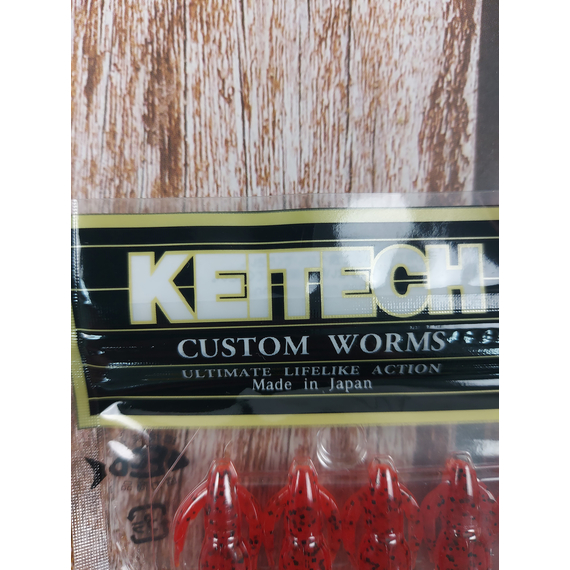 KEITECH
CUSTOM WORMS
ULTIMATE LIFELIKE ACTION
Made in Japan